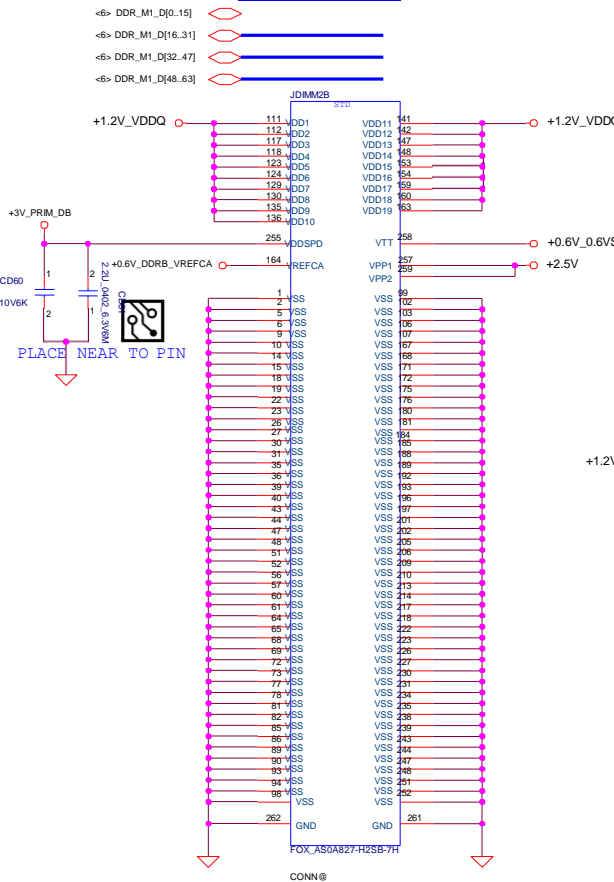 <6> DDR_M1_D[0..15]
<6> DDR_M1_D[16..31]
<6> DDR_M1_D[32..47]
<6> DDR_M1_D[48..63]
JDIMM2B
STD
+1.2V_VDDQ 111 VDD1 VDD11 141 +1.2V_VDDQ
112 VDD2 VDD12 142
117 VDD3 VDD13 147
118 VDD4 VDD14 148
123 VDD5 VDD15 153
124 VDD6 VDD16 154
129 VDD7 VDD17 159
130 VDD8 VDD18 160
135 VDD9 VDD19 163
136 VDD10
+3V_PRIM_DB
255 VDDSPD VTT 258 +0.6V_0.6VS
+0.6V_DDRB_VREFCA 164 VREFCA VPP1 257 +2.5V
VPP2 259
CD60
10V6K
1
2
2
1
2.2U_0402_6.3V6M
PLACE NEAR TO PIN
1 VSS VSS 99
2 VSS VSS 102
5 VSS VSS 103
6 VSS VSS 106
9 VSS VSS 107
10 VSS VSS 167
14 VSS VSS 168
15 VSS VSS 171
18 VSS VSS 172
19 VSS VSS 175
22 VSS VSS 176
23 VSS VSS 180
26 VSS VSS 181
27 VSS VSS 184
30 VSS VSS 185
31 VSS VSS 188
35 VSS VSS 189
36 VSS VSS 192
39 VSS VSS 193
40 VSS VSS 196
43 VSS VSS 197
44 VSS VSS 201
47 VSS VSS 202
48 VSS VSS 205
51 VSS VSS 206
52 VSS VSS 209
56 VSS VSS 210
57 VSS VSS 213
60 VSS VSS 214
61 VSS VSS 217
64 VSS VSS 218
65 VSS VSS 222
68 VSS VSS 223
69 VSS VSS 226
72 VSS VSS 227
73 VSS VSS 230
77 VSS VSS 231
78 VSS VSS 234
81 VSS VSS 235
82 VSS VSS 238
85 VSS VSS 239
86 VSS VSS 243
89 VSS VSS 244
90 VSS VSS 247
93 VSS VSS 248
94 VSS VSS 251
98 VSS VSS 252
262 GND GND 261
+1.2V
FOX_AS0A827-H2SB-7H
CONN@